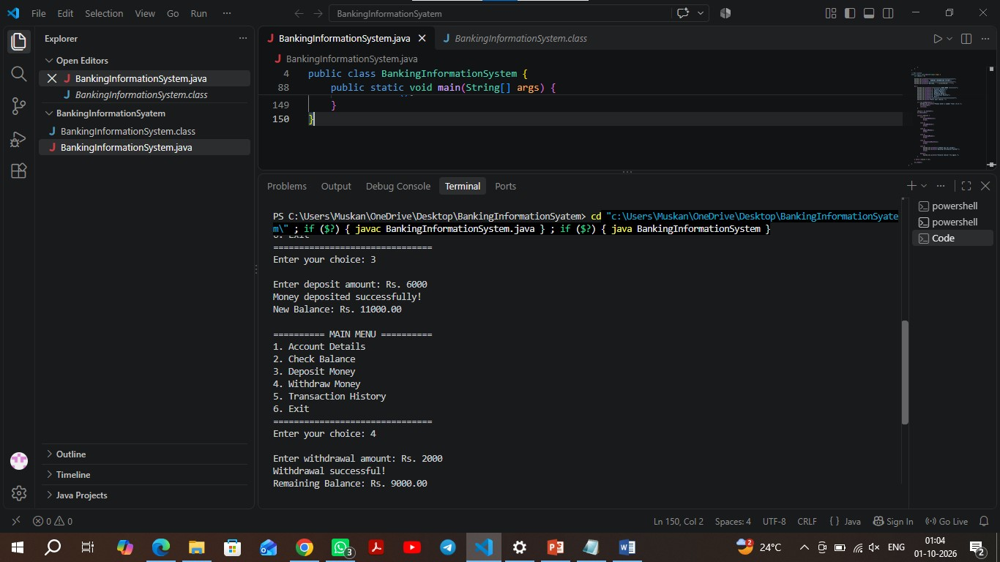 File Edit Selection View Go Run ···
BankingInformationSyatem
Explorer
Open Editors
BankingInformationSystem.java
BankingInformationSystem.class
BankingInformationSyatem
BankingInformationSystem.class
BankingInformationSystem.java
Outline
Timeline
Java Projects
BankingInformationSystem.java BankingInformationSystem.class
BankingInformationSystem.java
4 public class BankingInformationSystem {
88 public static void main(String[] args) {
149 }
150 }
Problems Output Debug Console Terminal Ports
PS C:\Users\Muskan\OneDrive\Desktop\BankingInformationSyatem> cd "c:\Users\Muskan\OneDrive\Desktop\BankingInformationSyate
m\" ; if ($?) { javac BankingInformationSystem.java } ; if ($?) { java BankingInformationSystem }
6. Exit
===============================
Enter your choice: 3
Enter deposit amount: Rs. 6000
Money deposited successfully!
New Balance: Rs. 11000.00
========== MAIN MENU ==========
1. Account Details
2. Check Balance
3. Deposit Money
4. Withdraw Money
5. Transaction History
6. Exit
===============================
Enter your choice: 4
Enter withdrawal amount: Rs. 2000
Withdrawal successful!
Remaining Balance: Rs. 9000.00
powershell
powershell
Code
0 0
Ln 150, Col 2 Spaces: 4 UTF-8 CRLF { } Java Sign In Go Live
3
2
24°C
ENG
01:04
01-10-2026
2